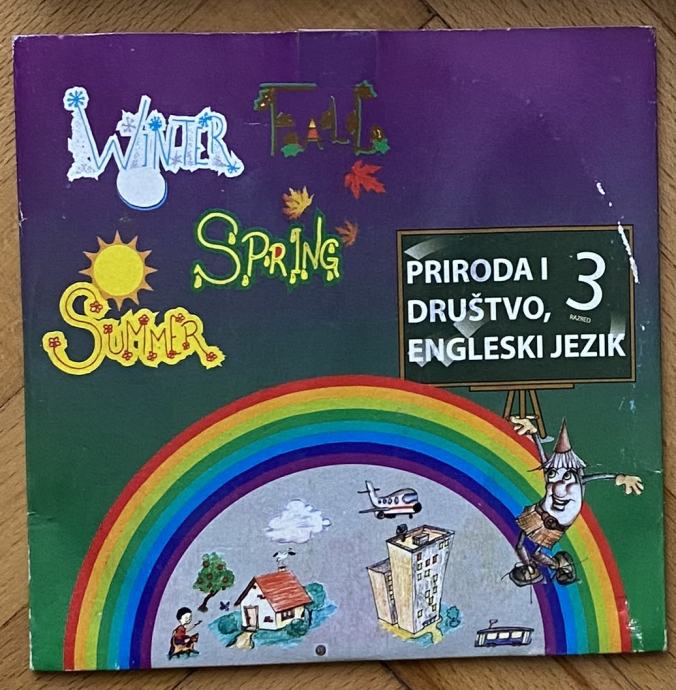 WINTER
FALL
SPRING
SUMMER
PRIRODA I
DRUŠTVO,
ENGLESKI JEZIK
3
RAZRED